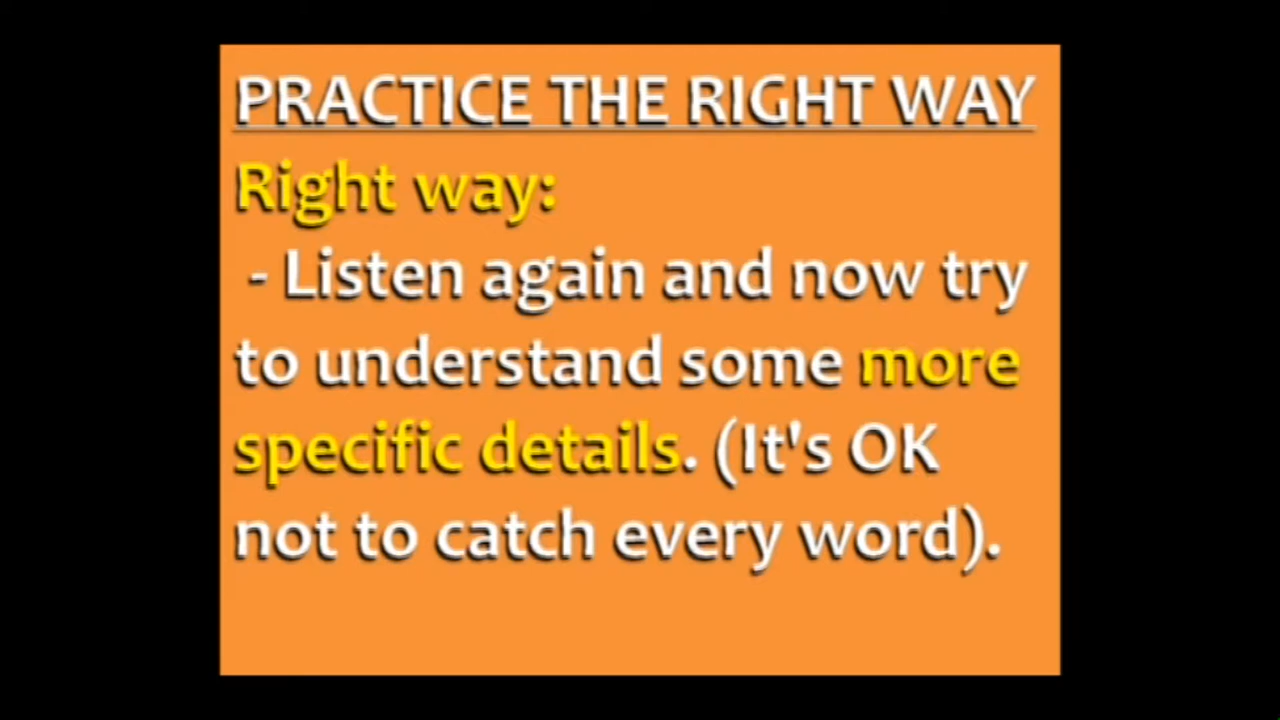 PRACTICE THE RIGHT WAY
Right way:
- Listen again and now try
to understand some more
specific details. (It's OK
not to catch every word).